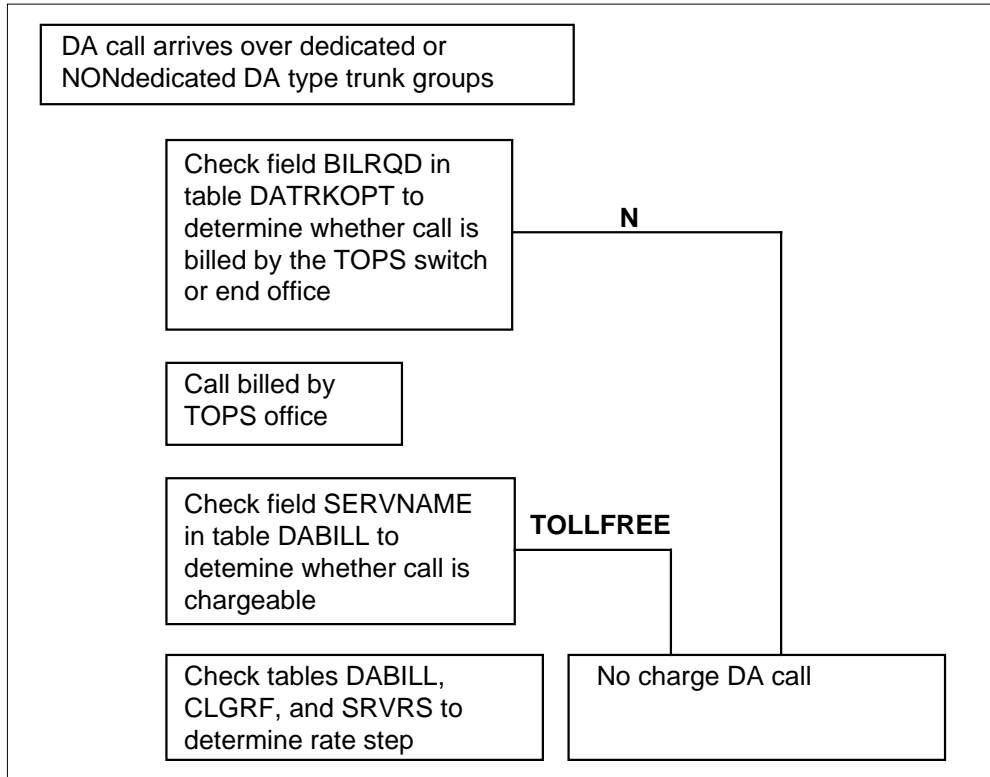 DA call arrives over dedicated or
NONdedicated DA type trunk groups
Check field BILRQD in
table DATRKOPT to
determine whether call is
billed by the TOPS switch
or end office
N
Call billed by
TOPS office
Check field SERVNAME
in table DABILL to
detemine whether call is
chargeable
TOLLFREE
Check tables DABILL,
CLGRF, and SRVRS to
determine rate step
No charge DA call